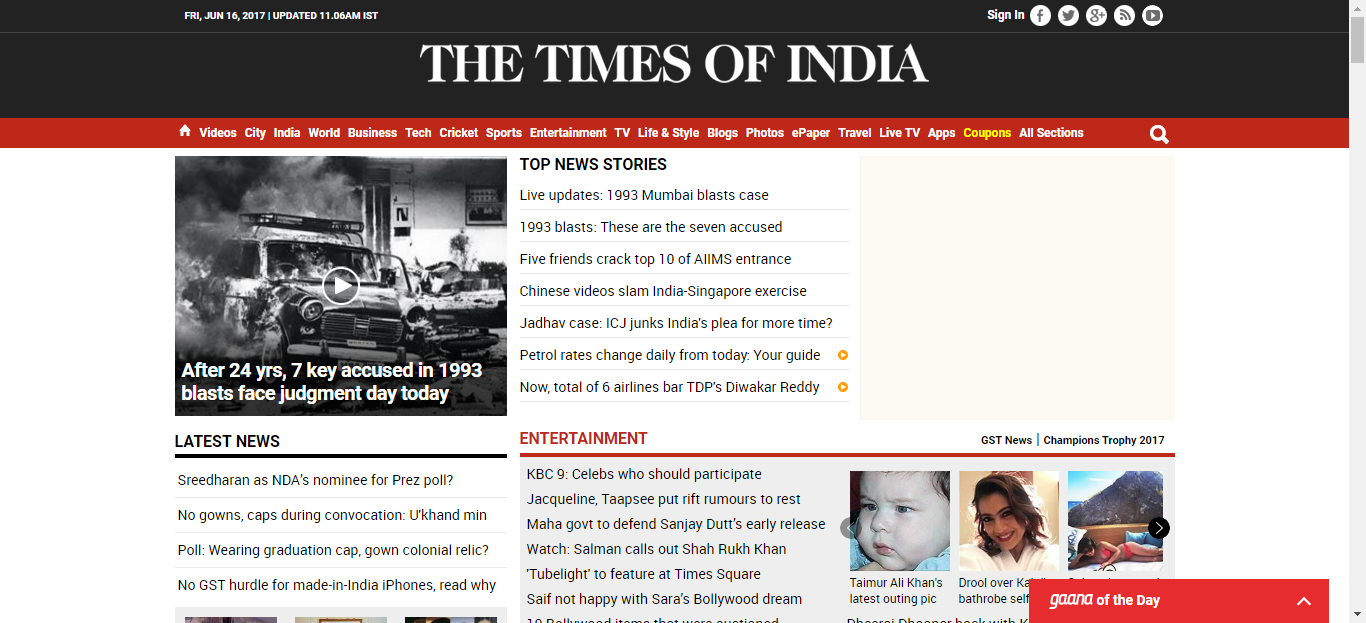 FRI, JUN 16, 2017 | UPDATED 11.06AM IST
Sign In
THE TIMES OF INDIA
Videos City India World Business Tech Cricket Sports Entertainment TV Life & Style Blogs Photos ePaper Travel Live TV Apps Coupons All Sections
After 24 yrs, 7 key accused in 1993
blasts face judgment day today
TOP NEWS STORIES
Live updates: 1993 Mumbai blasts case
1993 blasts: These are the seven accused
Five friends crack top 10 of AIIMS entrance
Chinese videos slam India-Singapore exercise
Jadhav case: ICJ junks India's plea for more time?
Petrol rates change daily from today: Your guide
Now, total of 6 airlines bar TDP's Diwakar Reddy
LATEST NEWS
Sreedharan as NDA's nominee for Prez poll?
No gowns, caps during convocation: U'khand min
Poll: Wearing graduation cap, gown colonial relic?
No GST hurdle for made-in-India iPhones, read why
ENTERTAINMENT
GST News | Champions Trophy 2017
KBC 9: Celebs who should participate
Jacqueline, Taapsee put rift rumours to rest
Maha govt to defend Sanjay Dutt's early release
Watch: Salman calls out Shah Rukh Khan
'Tubelight' to feature at Times Square
Saif not happy with Sara's Bollywood dream
10 Bollywood items that were auctioned
Taimur Ali Khan's
latest outing pic
Drool over
bathrobe
Dheeraj Dhoopar back with
gaana of the Day